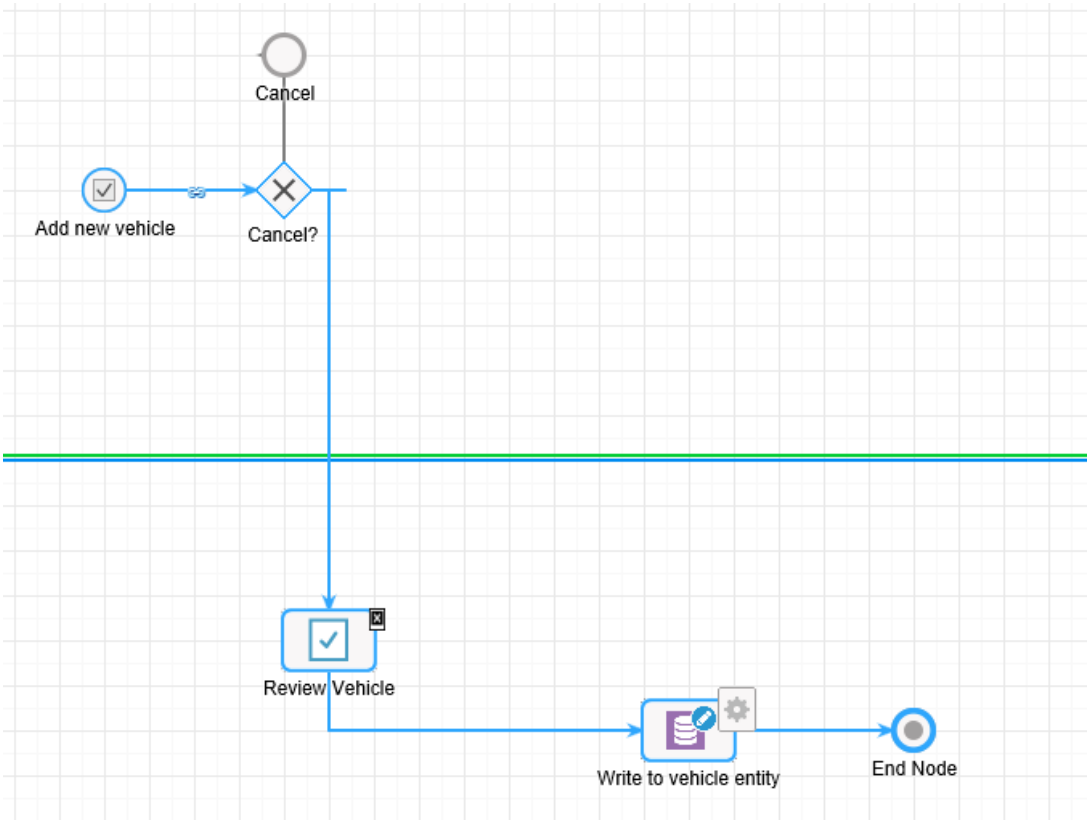 Cancel
Add new vehicle
Cancel?
Review Vehicle
Write to vehicle entity
End Node